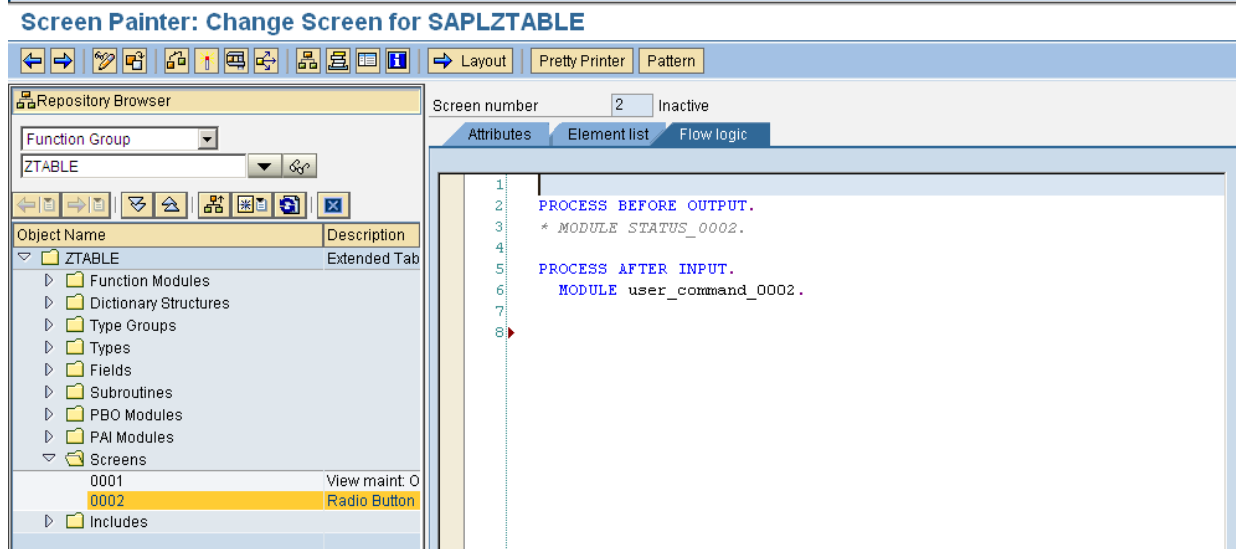 Screen Painter: Change Screen for SAPLZTABLE
Layout Pretty Printer Pattern
Repository Browser
Function Group
ZTABLE
Object Name Description
ZTABLE Extended Tab
Function Modules
Dictionary Structures
Type Groups
Types
Fields
Subroutines
PBO Modules
PAI Modules
Screens
0001 View maint: O
0002 Radio Button
Includes
Screen number 2 Inactive
Attributes Element list Flow logic
1
2 PROCESS BEFORE OUTPUT.
3 * MODULE STATUS_0002.
4
5 PROCESS AFTER INPUT.
6 MODULE user_command_0002.
7
8